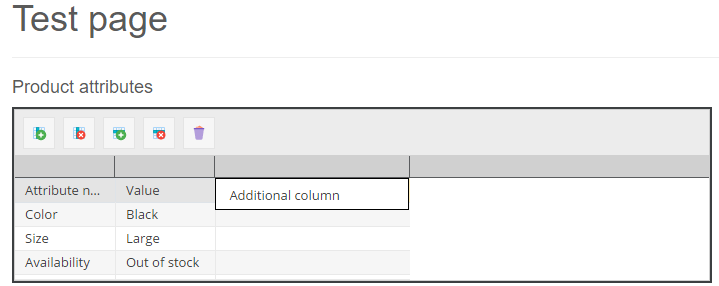 Test page
Product attributes
Attribute n... Value Additional column
Color Black
Size Large
Availability Out of stock